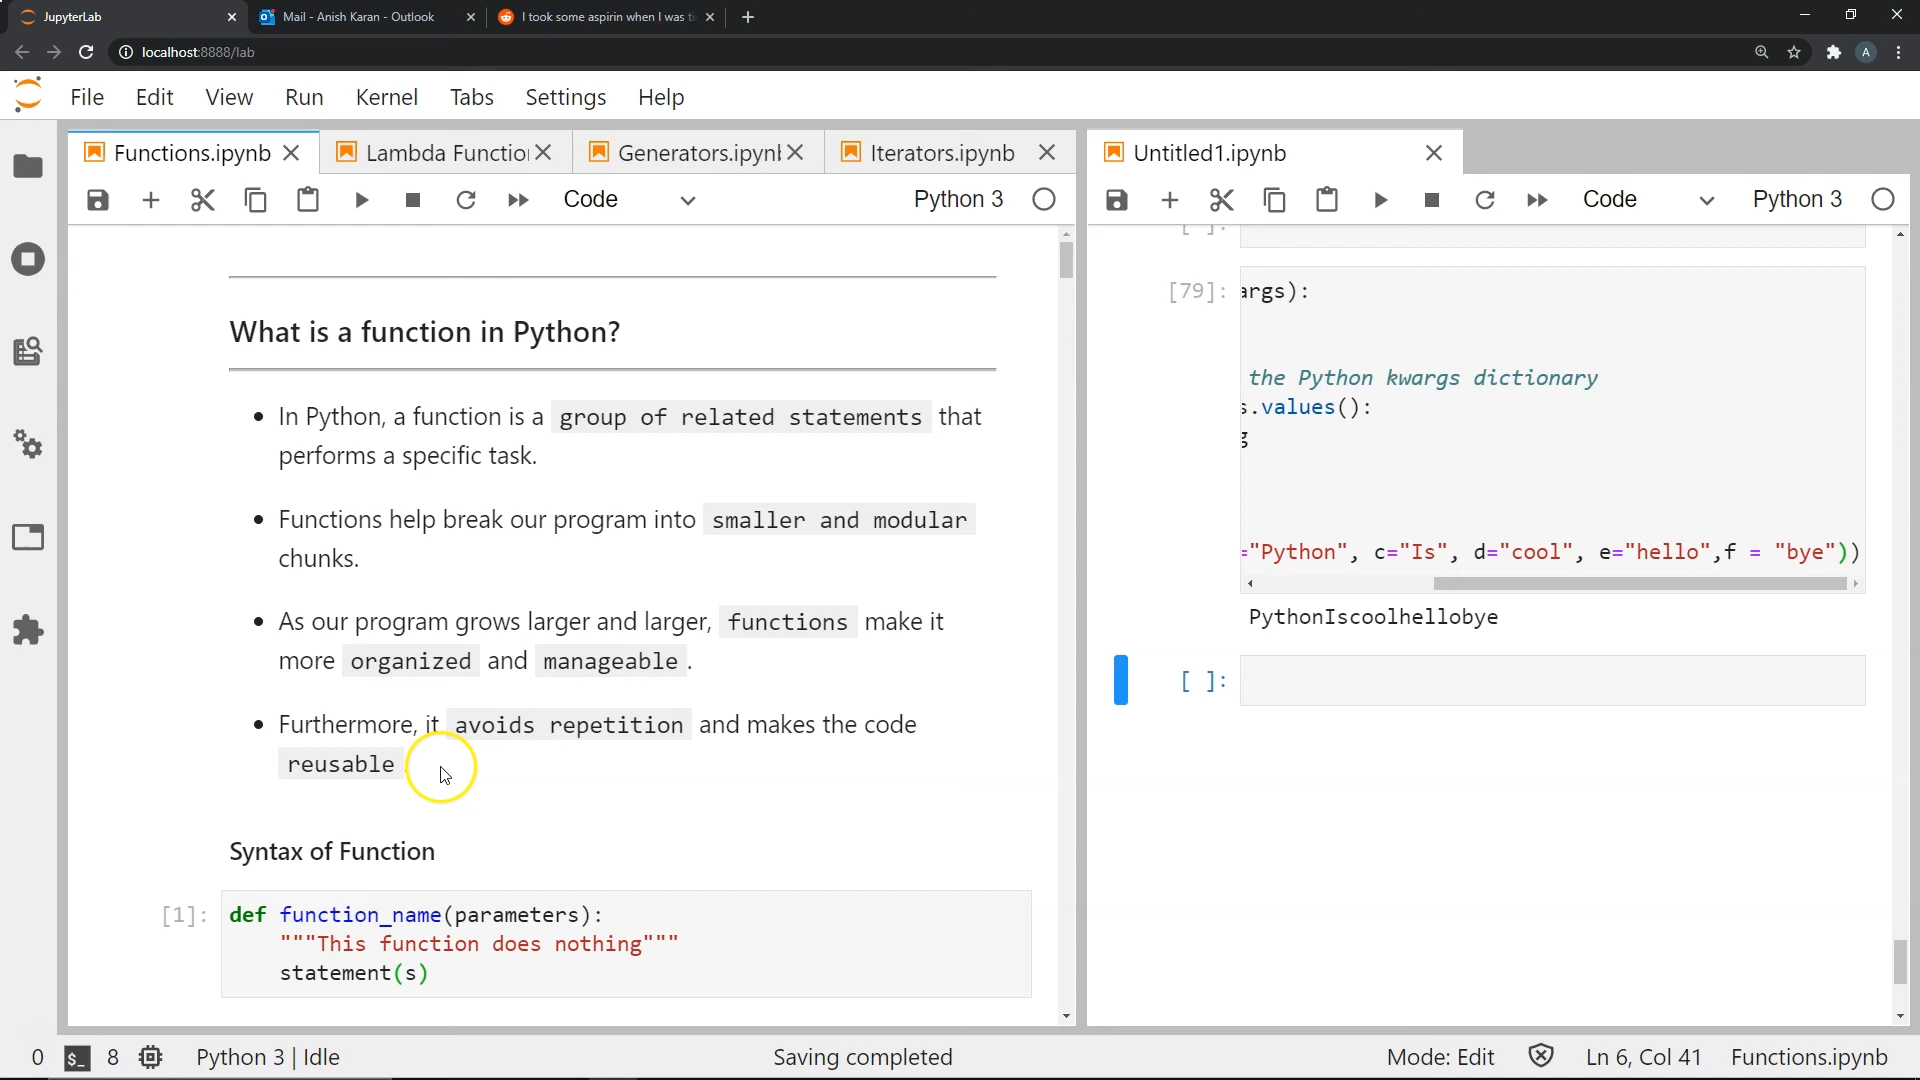 JupyterLab
Mail - Anish Karan - Outlook
I took some aspirin when I was ti
localhost:8888/lab
A
File Edit View Run Kernel Tabs Settings Help
Functions.ipynb
Lambda Function
Generators.ipynb
Iterators.ipynb
Untitled1.ipynb
Code
Python 3
Code
Python 3
What is a function in Python?
• In Python, a function is a group of related statements that
performs a specific task.
• Functions help break our program into smaller and modular
chunks.
• As our program grows larger and larger, functions make it
more organized and manageable .
• Furthermore, it avoids repetition and makes the code
reusable
Syntax of Function
[1]: def function_name(parameters):
"""This function does nothing"""
statement(s)
[ ]:
[79]: args):
the Python kwargs dictionary
s.values():
g
="Python", c="Is", d="cool", e="hello",f = "bye"))
PythonIscoolhellobye
[ ]:
0 $_ 8 Python 3 | Idle Saving completed Mode: Edit Ln 6, Col 41 Functions.ipynb